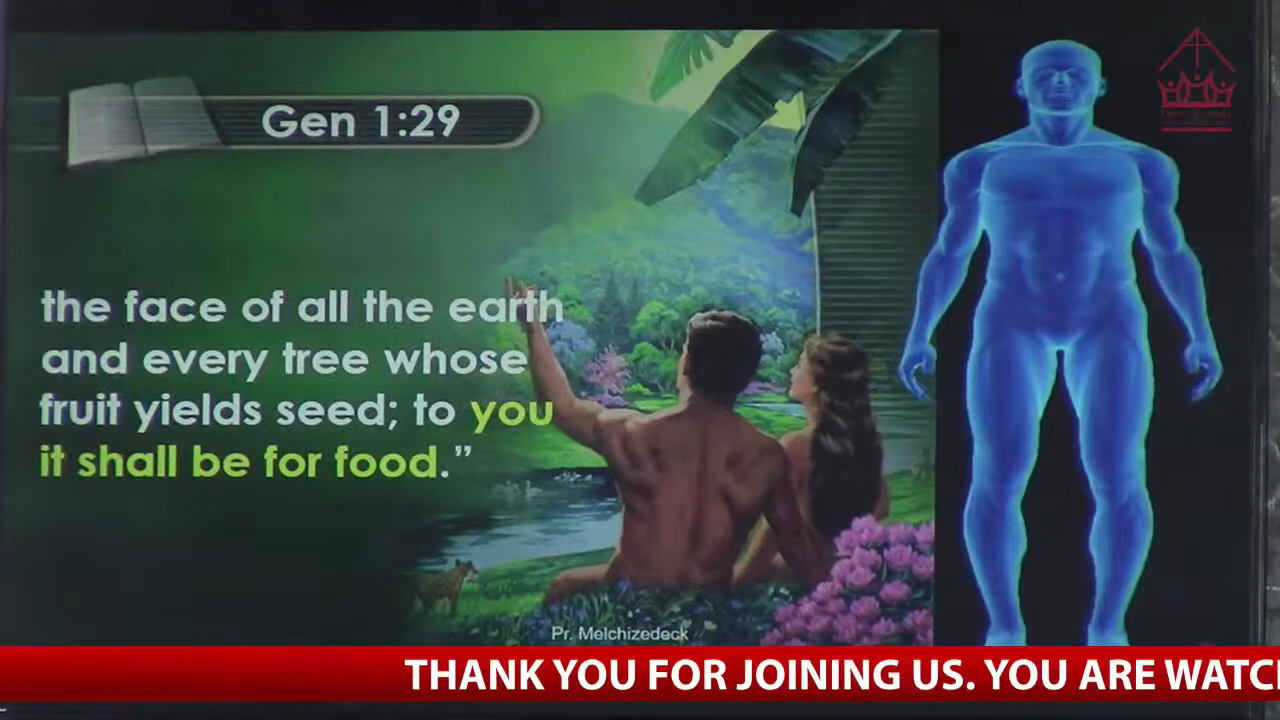 Gen 1:29
the face of all the earth
and every tree whose
fruit yields seed; to you
it shall be for food.”
Pr. Melchizedeck
THANK YOU FOR JOINING US. YOU ARE WATC